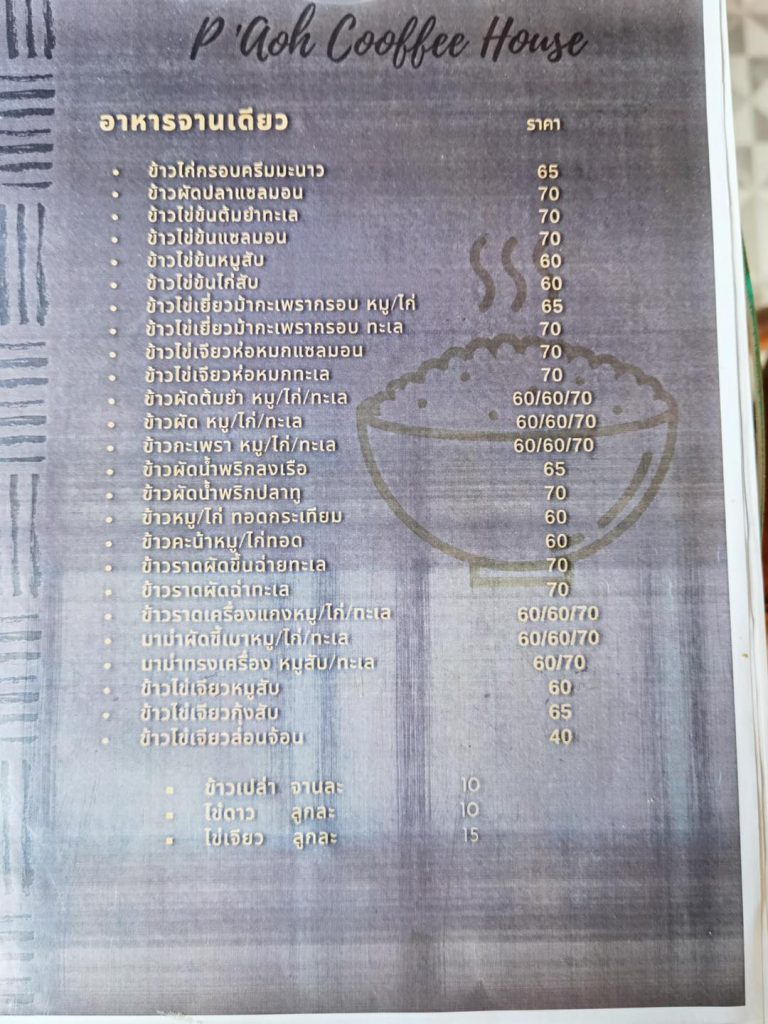 P'Aoh Cooffee House
อาหารจานเดียว ราคา
• ข้าวไก่กรอบครีมมะนาว 65
• ข้าวผัดปลาแซลมอน 70
• ข้าวไข่ข้นต้มยำทะเล 70
• ข้าวไข่ข้นแซลมอน 70
• ข้าวไข่ข้นหมูสับ 60
• ข้าวไข่ข้นไก่สับ 60
• ข้าวไข่เยี่ยวม้ากะเพรากรอบ หมู/ไก่ 65
• ข้าวไข่เยี่ยวม้ากะเพรากรอบ ทะเล 70
• ข้าวไข่เจียวห่อหมกแซลมอน 70
• ข้าวไข่เจียวห่อหมกทะเล 70
• ข้าวผัดต้มยำ หมู/ไก่/ทะเล 60/60/70
• ข้าวผัด หมู/ไก่/ทะเล 60/60/70
• ข้าวกะเพรา หมู/ไก่/ทะเล 60/60/70
• ข้าวผัดน้ำพริกลงเรือ 65
• ข้าวผัดน้ำพริกปลาทู 70
• ข้าวหมู/ไก่ ทอดกระเทียม 60
• ข้าวคะน้าหมู/ไก่ทอด 60
• ข้าวราดผัดขึ้นฉ่ายทะเล 70
• ข้าวราดผัดฉ่าทะเล 70
• ข้าวราดเครื่องแกงหมู/ไก่/ทะเล 60/60/70
• มาม่าผัดขี้เมาหมู/ไก่/ทะเล 60/60/70
• มาม่าทรงเครื่อง หมูสับ/ทะเล 60/70
• ข้าวไข่เจียวหมูสับ 60
• ข้าวไข่เจียวกุ้งสับ 65
• ข้าวไข่เจียวล่อนจ้อน 40
▪ ข้าวเปล่า จานละ 10
▪ ไข่ดาว ลูกละ 10
▪ ไข่เจียว ลูกละ 15